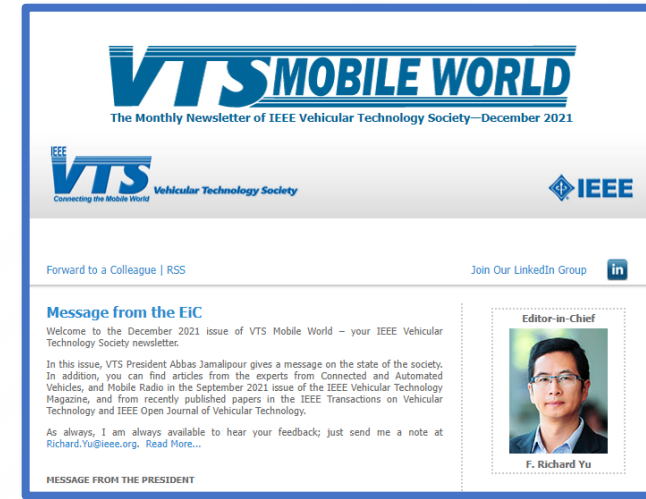 VTS MOBILE WORLD
The Monthly Newsletter of IEEE Vehicular Technology Society—December 2021
IEEE
VTS Vehicular Technology Society
Connecting the Mobile World
IEEE
Forward to a Colleague | RSS
Join Our LinkedIn Group in
Message from the EiC
Welcome to the December 2021 issue of VTS Mobile World – your IEEE Vehicular
Technology Society newsletter.
In this issue, VTS President Abbas Jamalipour gives a message on the state of the society.
In addition, you can find articles from the experts from Connected and Automated
Vehicles, and Mobile Radio in the September 2021 issue of the IEEE Vehicular Technology
Magazine, and from recently published papers in the IEEE Transactions on Vehicular
Technology and IEEE Open Journal of Vehicular Technology.
As always, I am always available to hear your feedback; just send me a note at
Richard.Yu@ieee.org. Read More...
MESSAGE FROM THE PRESIDENT
Editor-in-Chief
F. Richard Yu